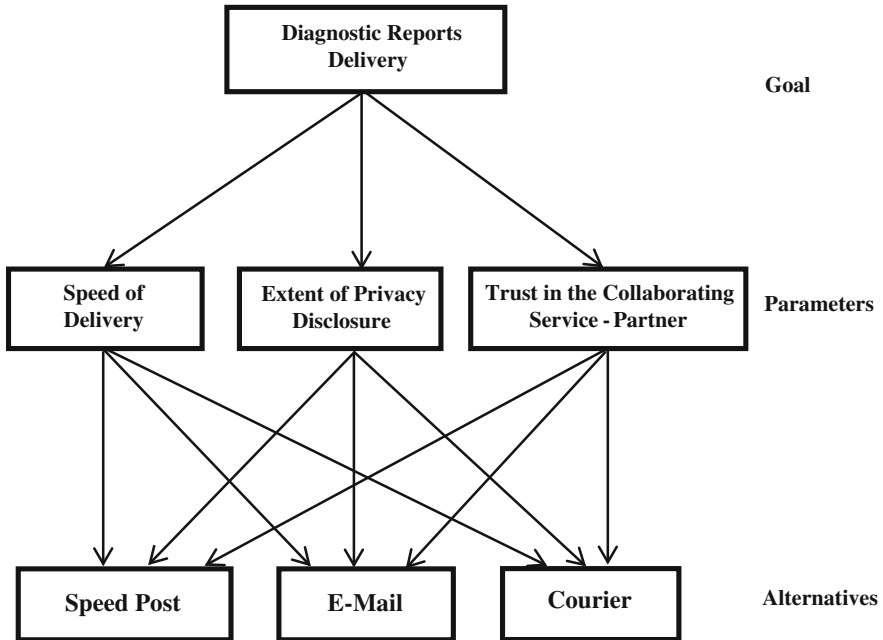 Diagnostic Reports
Delivery
Goal
Speed of
Delivery
Extent of Privacy
Disclosure
Trust in the Collaborating
Service - Partner
Parameters
Speed Post
E-Mail
Courier
Alternatives